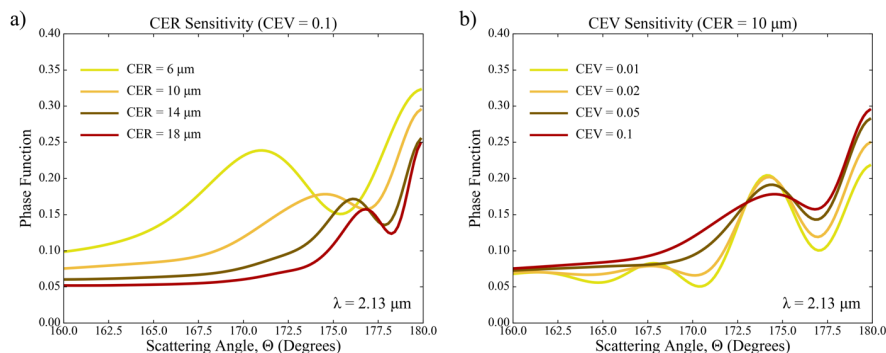 a)
CER Sensitivity (CEV = 0.1)
0.40
0.35
0.30
0.25
0.20
0.15
0.10
0.05
0.00
Phase Function
CER = 6 μm
CER = 10 μm
CER = 14 μm
CER = 18 μm
λ = 2.13 μm
160.0 162.5 165.0 167.5 170.0 172.5 175.0 177.5 180.0
Scattering Angle, Θ (Degrees)
b)
CEV Sensitivity (CER = 10 μm)
0.40
0.35
0.30
0.25
0.20
0.15
0.10
0.05
0.00
Phase Function
CEV = 0.01
CEV = 0.02
CEV = 0.05
CEV = 0.1
λ = 2.13 μm
160.0 162.5 165.0 167.5 170.0 172.5 175.0 177.5 180.0
Scattering Angle, Θ (Degrees)